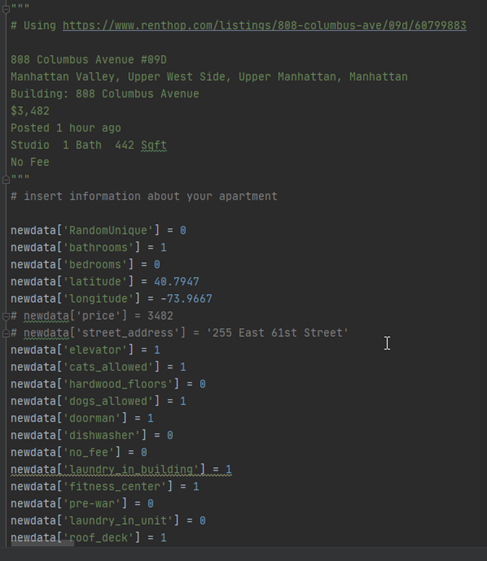 """
# Using https://www.renthop.com/listings/808-columbus-ave/09d/60799883
808 Columbus Avenue #09D
Manhattan Valley, Upper West Side, Upper Manhattan, Manhattan
Building: 808 Columbus Avenue
$3,482
Posted 1 hour ago
Studio  1 Bath  442 Sqft
No Fee
"""
# insert information about your apartment
newdata['RandomUnique'] = 0
newdata['bathrooms'] = 1
newdata['bedrooms'] = 0
newdata['latitude'] = 40.7947
newdata['longitude'] = -73.9667
# newdata['price'] = 3482
# newdata['street_address'] = '255 East 61st Street'
newdata['elevator'] = 1
newdata['cats_allowed'] = 1
newdata['hardwood_floors'] = 0
newdata['dogs_allowed'] = 1
newdata['doorman'] = 1
newdata['dishwasher'] = 0
newdata['no_fee'] = 0
newdata['laundry_in_building'] = 1
newdata['fitness_center'] = 1
newdata['pre-war'] = 0
newdata['laundry_in_unit'] = 0
newdata['roof_deck'] = 1